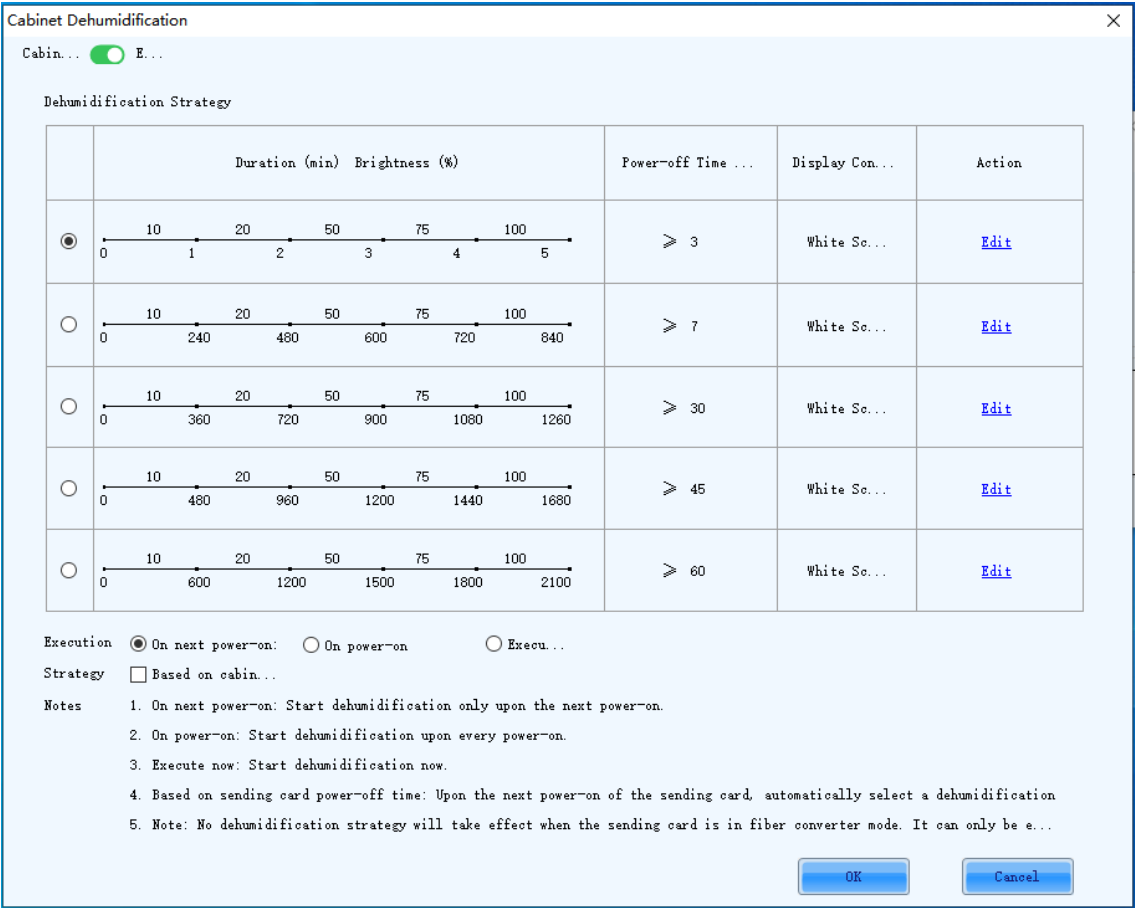 Cabinet Dehumidification
Cabin... E...
Dehumidification Strategy
Duration (min) Brightness (%) Power-off Time ... Display Con... Action
10 20 50 75 100
0 1 2 3 4 5
≥ 3 White Sc... Edit
10 20 50 75 100
0 240 480 600 720 840
≥ 7 White Sc... Edit
10 20 50 75 100
0 360 720 900 1080 1260
≥ 30 White Sc... Edit
10 20 50 75 100
0 480 960 1200 1440 1680
≥ 45 White Sc... Edit
10 20 50 75 100
0 600 1200 1500 1800 2100
≥ 60 White Sc... Edit
Execution On next power-on: On power-on Execu...
Strategy Based on cabin...
Notes 1. On next power-on: Start dehumidification only upon the next power-on.
2. On power-on: Start dehumidification upon every power-on.
3. Execute now: Start dehumidification now.
4. Based on sending card power-off time: Upon the next power-on of the sending card, automatically select a dehumidification
5. Note: No dehumidification strategy will take effect when the sending card is in fiber converter mode. It can only be e...
OK Cancel